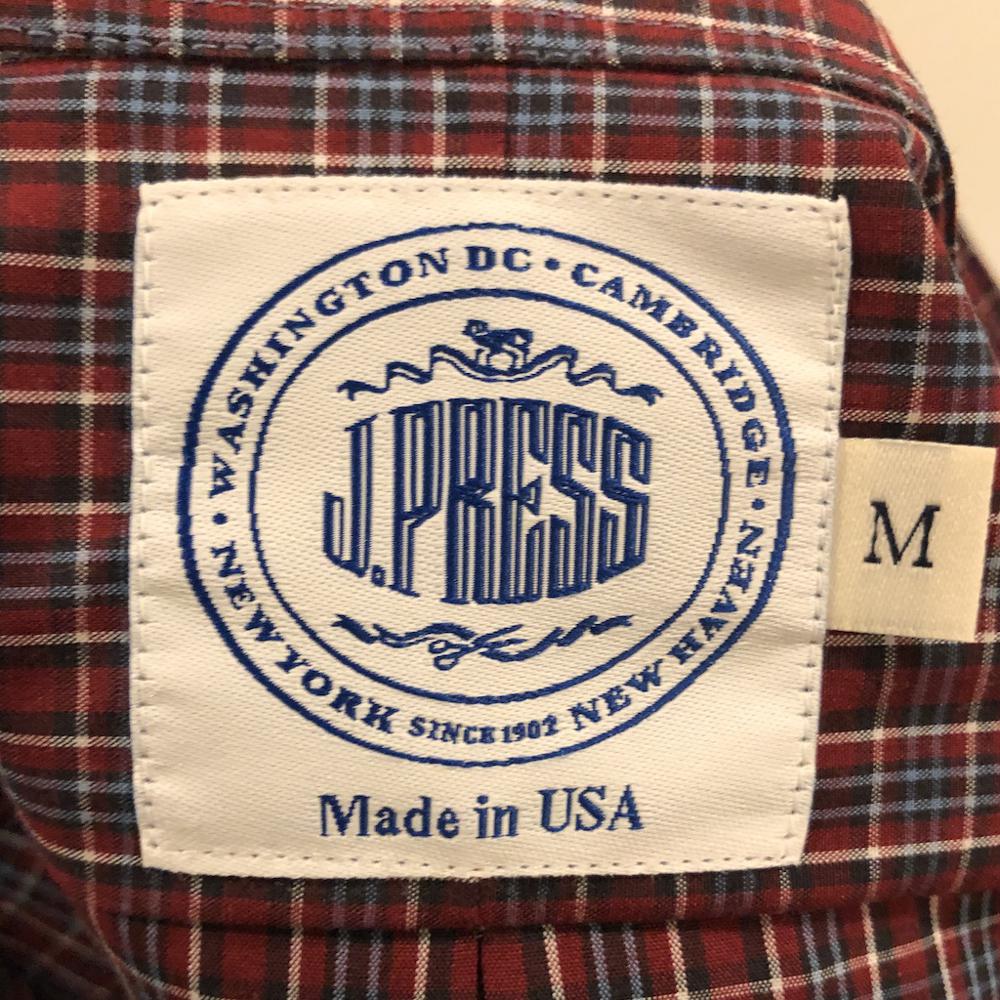 WASHINGTON DC • CAMBRIDGE • NEW HAVEN
SINCE 1902
NEW YORK •
J.PRESS
Made in USA
M